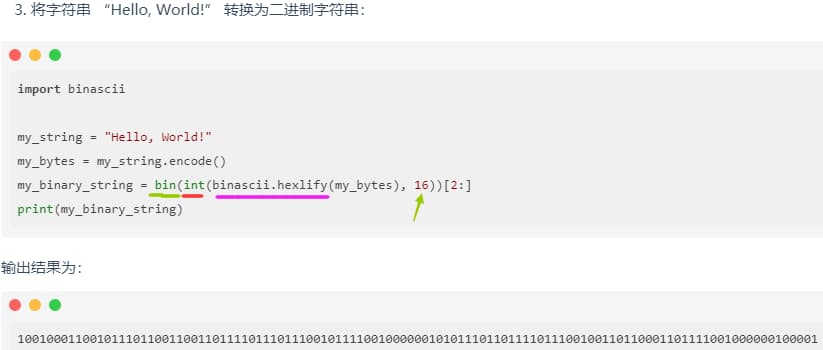 3. 将字符串 “Hello, World!” 转换为二进制字符串：
import binascii
my_string = "Hello, World!"
my_bytes = my_string.encode()
my_binary_string = bin(int(binascii.hexlify(my_bytes), 16))[2:]
print(my_binary_string)
输出结果为：
100100011001011101100110011011110111011100101111001000000101011101101111011100100110110001101111001000000100001